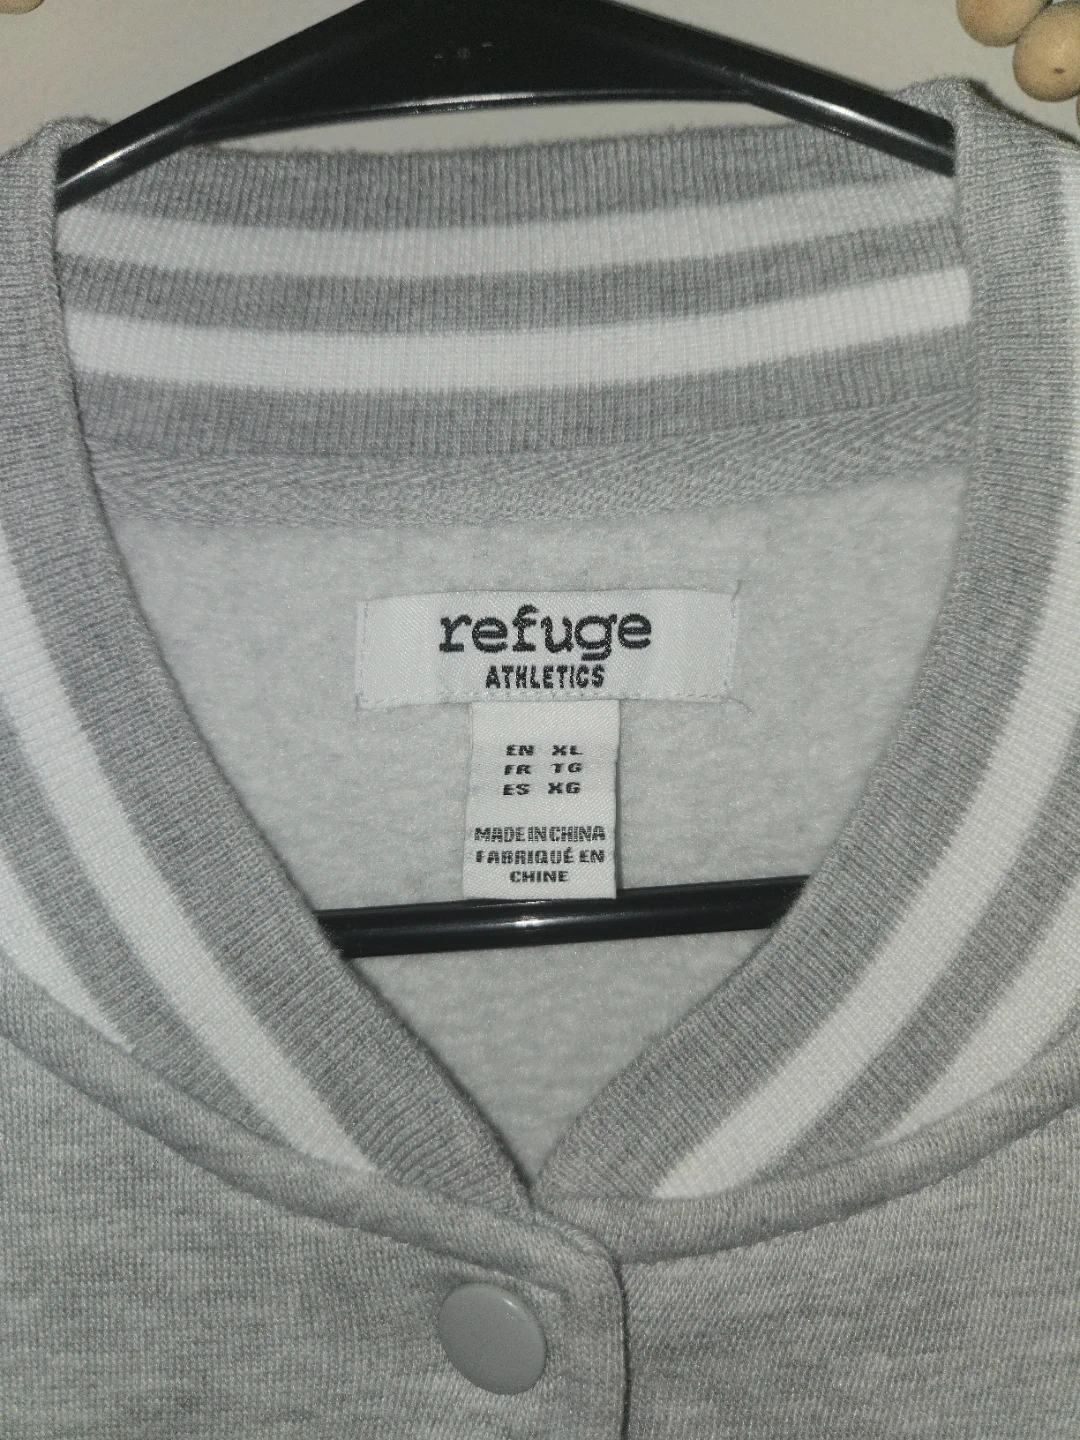 refuge
ATHLETICS
EN XL
FR TG
ES XG
MADE IN CHINA
FABRIQUÉ EN
CHINE